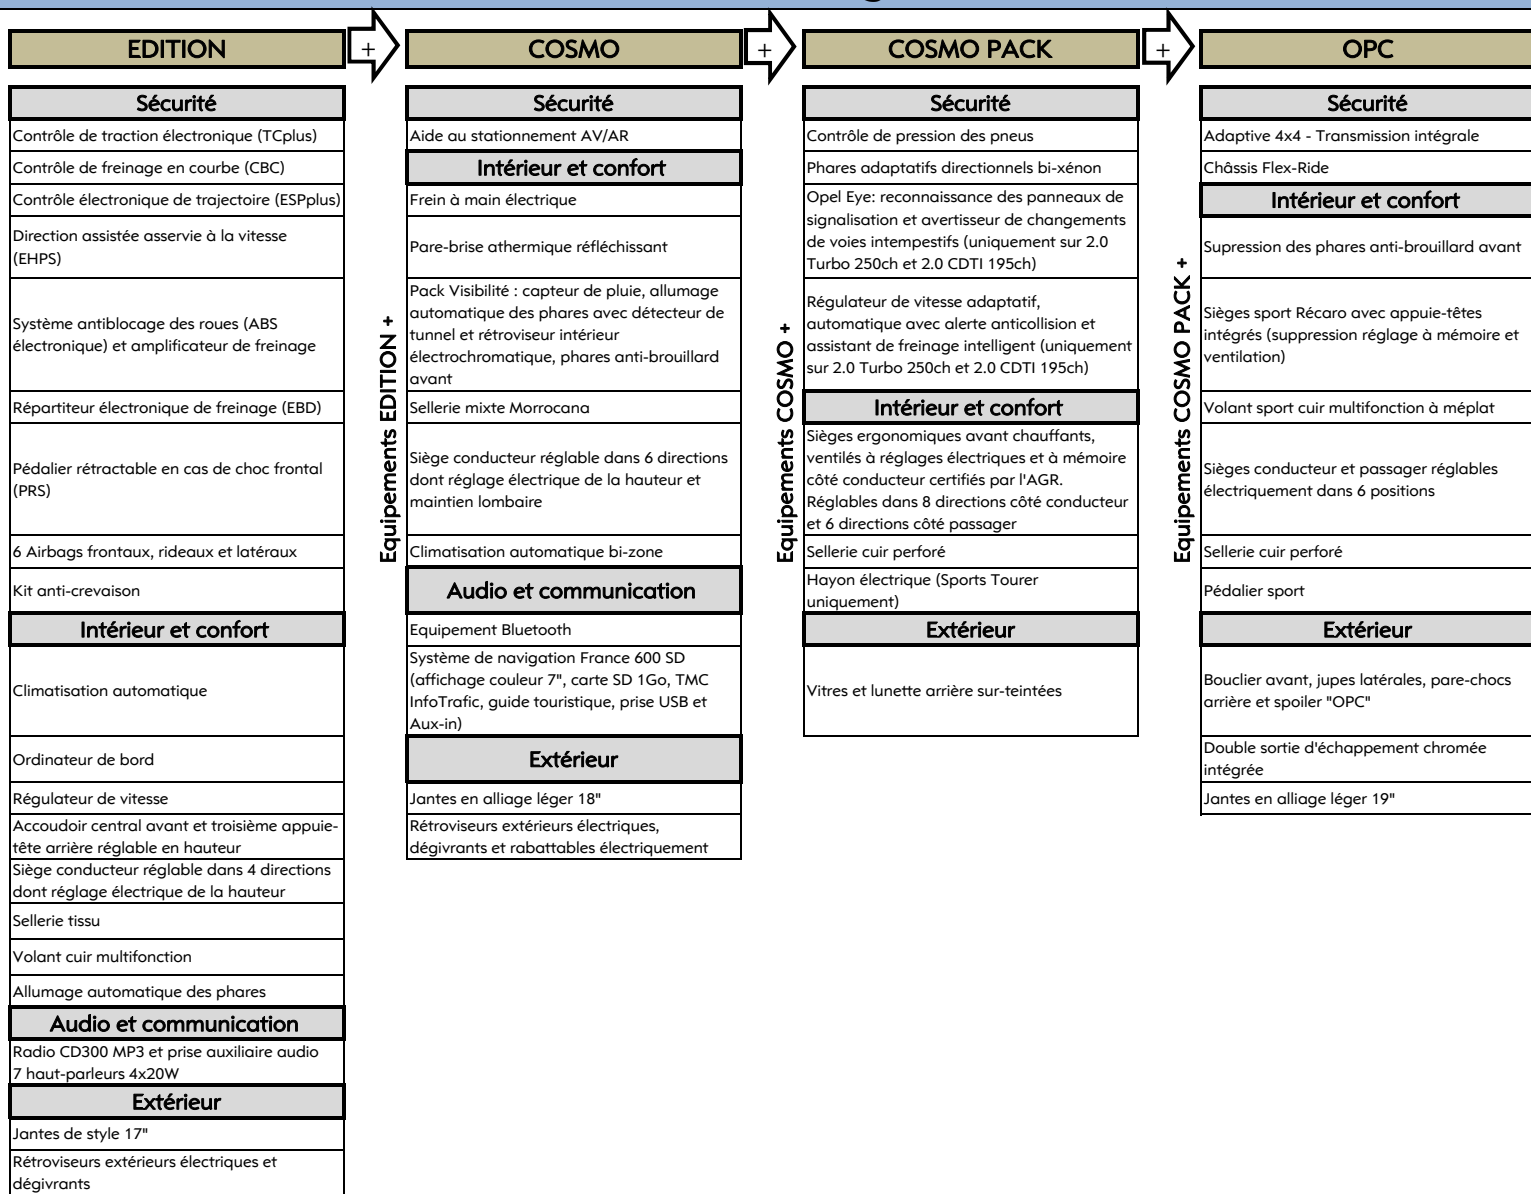 EDITION
+
COSMO
+
COSMO PACK
+
OPC
Sécurité
Contrôle de traction électronique (TCplus)
Contrôle de freinage en courbe (CBC)
Contrôle électronique de trajectoire (ESPplus)
Direction assistée asservie à la vitesse
(EHPS)
Système antiblocage des roues (ABS
électronique) et amplificateur de freinage
Répartiteur électronique de freinage (EBD)
Pédalier rétractable en cas de choc frontal
(PRS)
6 Airbags frontaux, rideaux et latéraux
Kit anti-crevaison
Intérieur et confort
Climatisation automatique
Ordinateur de bord
Régulateur de vitesse
Accoudoir central avant et troisième appuie-
tête arrière réglable en hauteur
Siège conducteur réglable dans 4 directions
dont réglage électrique de la hauteur
Sellerie tissu
Volant cuir multifonction
Allumage automatique des phares
Audio et communication
Radio CD300 MP3 et prise auxiliaire audio
7 haut-parleurs 4x20W
Extérieur
Jantes de style 17"
Rétroviseurs extérieurs électriques et
dégivrants
Equipements EDITION +
Sécurité
Aide au stationnement AV/AR
Intérieur et confort
Frein à main électrique
Pare-brise athermique réfléchissant
Pack Visibilité : capteur de pluie, allumage
automatique des phares avec détecteur de
tunnel et rétroviseur intérieur
électrochromatique, phares anti-brouillard
avant
Sellerie mixte Morrocana
Siège conducteur réglable dans 6 directions
dont réglage électrique de la hauteur et
maintien lombaire
Climatisation automatique bi-zone
Audio et communication
Equipement Bluetooth
Système de navigation France 600 SD
(affichage couleur 7", carte SD 1Go, TMC
InfoTrafic, guide touristique, prise USB et
Aux-in)
Extérieur
Jantes en alliage léger 18"
Rétroviseurs extérieurs électriques,
dégivrants et rabattables électriquement
Equipements COSMO +
Sécurité
Contrôle de pression des pneus
Phares adaptatifs directionnels bi-xénon
Opel Eye: reconnaissance des panneaux de
signalisation et avertisseur de changements
de voies intempestifs (uniquement sur 2.0
Turbo 250ch et 2.0 CDTI 195ch)
Régulateur de vitesse adaptatif,
automatique avec alerte anticollision et
assistant de freinage intelligent (uniquement
sur 2.0 Turbo 250ch et 2.0 CDTI 195ch)
Intérieur et confort
Sièges ergonomiques avant chauffants,
ventilés à réglages électriques et à mémoire
côté conducteur certifiés par l'AGR.
Réglables dans 8 directions côté conducteur
et 6 directions côté passager
Sellerie cuir perforé
Hayon électrique (Sports Tourer
uniquement)
Extérieur
Vitres et lunette arrière sur-teintées
Equipements COSMO PACK +
Sécurité
Adaptive 4x4 - Transmission intégrale
Châssis Flex-Ride
Intérieur et confort
Supression des phares anti-brouillard avant
Sièges sport Récaro avec appuie-têtes
intégrés (suppression réglage à mémoire et
ventilation)
Volant sport cuir multifonction à méplat
Sièges conducteur et passager réglables
électriquement dans 6 positions
Sellerie cuir perforé
Pédalier sport
Extérieur
Bouclier avant, jupes latérales, pare-chocs
arrière et spoiler "OPC"
Double sortie d'échappement chromée
intégrée
Jantes en alliage léger 19"